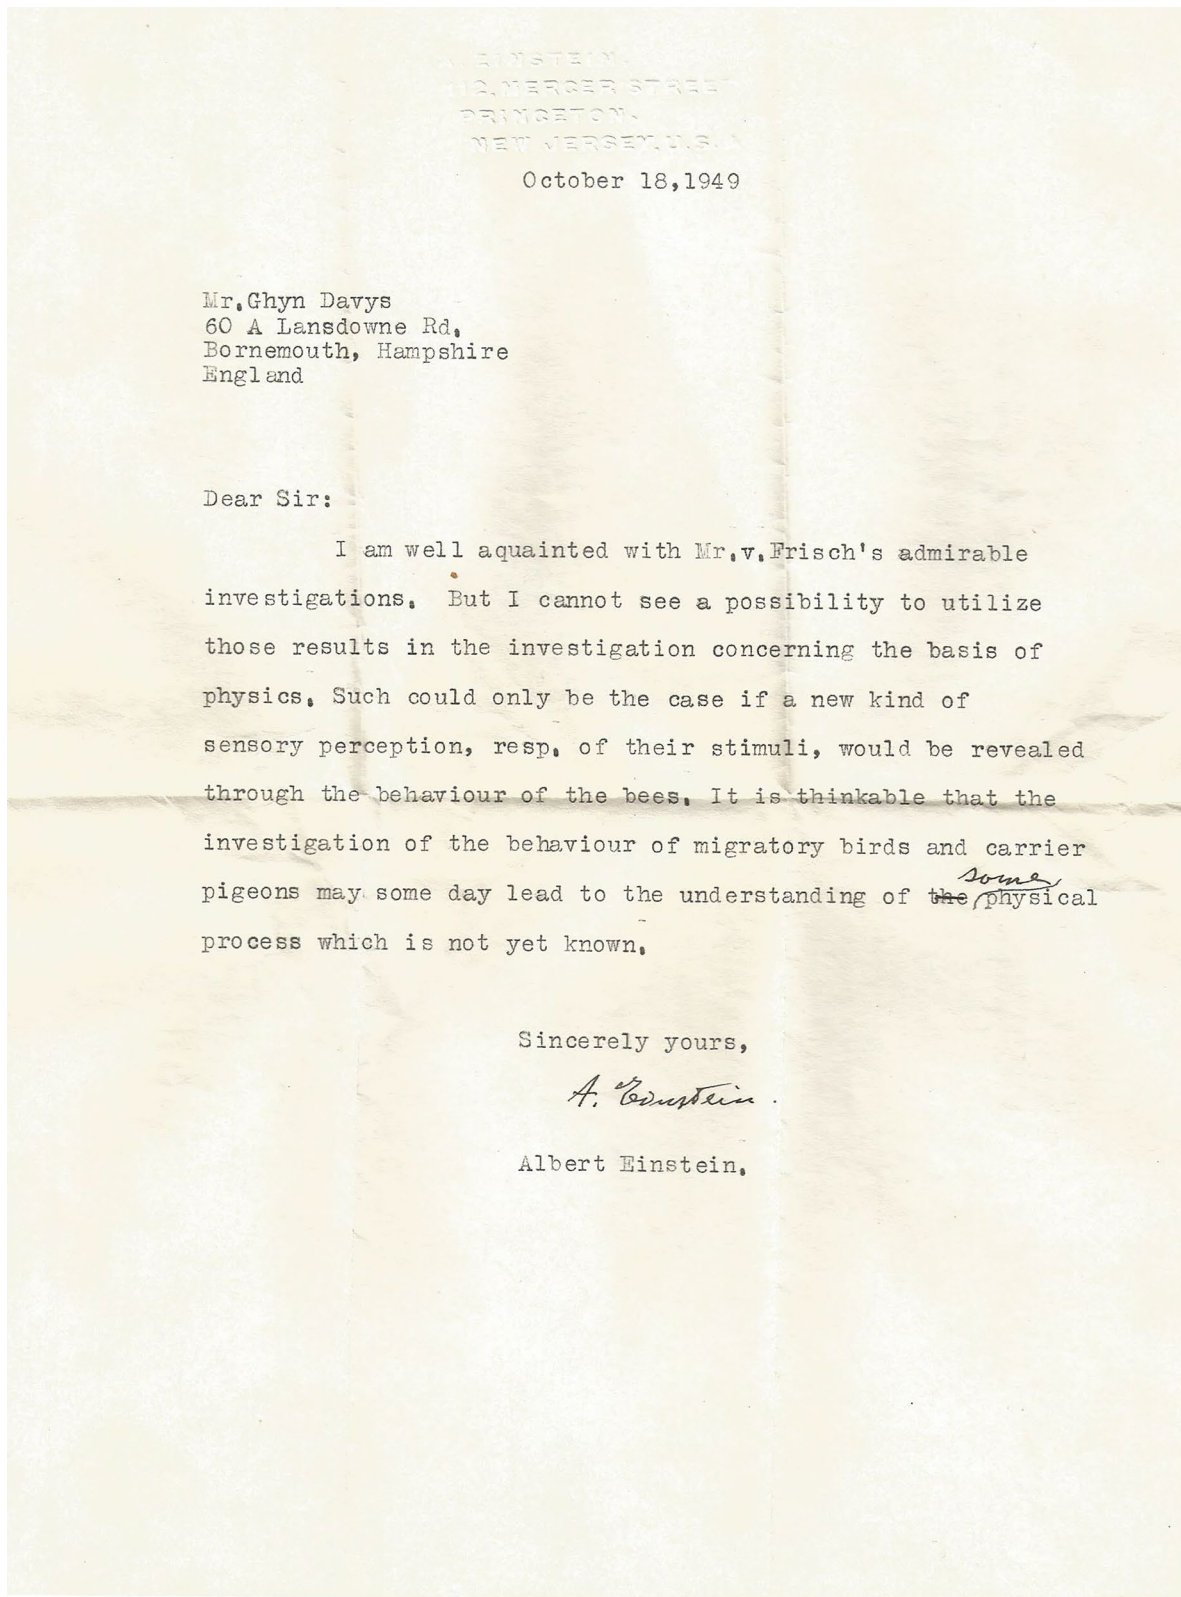 A. EINSTEIN.
112, MERCER STREET
PRINCETON.
NEW JERSEY. U.S.A
October 18,1949
Mr.Ghyn Davys
60 A Lansdowne Rd.
Bornemouth, Hampshire
England
Dear Sir:
I am well aquainted with Mr.v.Frisch's admirable
investigations. But I cannot see a possibility to utilize
those results in the investigation concerning the basis of
physics. Such could only be the case if a new kind of
sensory perception, resp. of their stimuli, would be revealed
through the behaviour of the bees. It is thinkable that the
investigation of the behaviour of migratory birds and carrier
some
pigeons may some day lead to the understanding of the physical
process which is not yet known.
Sincerely yours,
A. Einstein.
Albert Einstein.